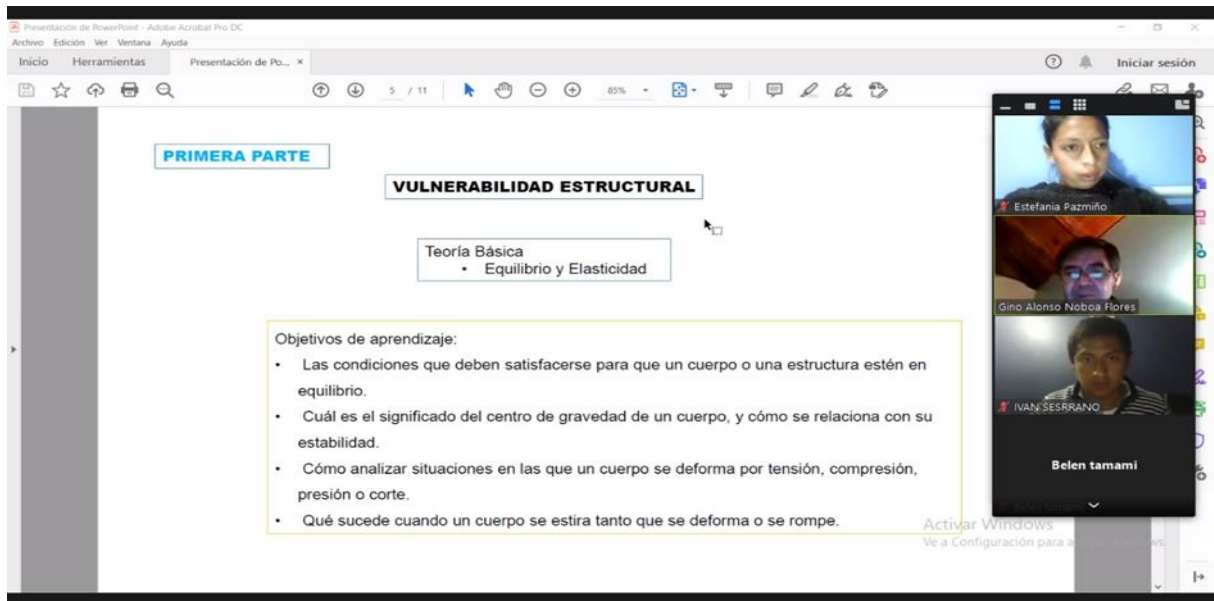 Presentación de PowerPoint - Adobe Acrobat Pro DC
Archivo Edición Ver Ventana Ayuda
Inicio Herramientas Presentación de Po... × Iniciar sesión
5 / 11 85%
PRIMERA PARTE
VULNERABILIDAD ESTRUCTURAL
Teoría Básica
• Equilibrio y Elasticidad
Objetivos de aprendizaje:
• Las condiciones que deben satisfacerse para que un cuerpo o una estructura estén en
equilibrio.
• Cuál es el significado del centro de gravedad de un cuerpo, y cómo se relaciona con su
estabilidad.
• Cómo analizar situaciones en las que un cuerpo se deforma por tensión, compresión,
presión o corte.
• Qué sucede cuando un cuerpo se estira tanto que se deforma o se rompe.
Estefania Pazmiño
Gino Alonso Noboa Flores
IVAN SESRRANO
Belen tamami
Activar Windows
Ve a Configuración para a